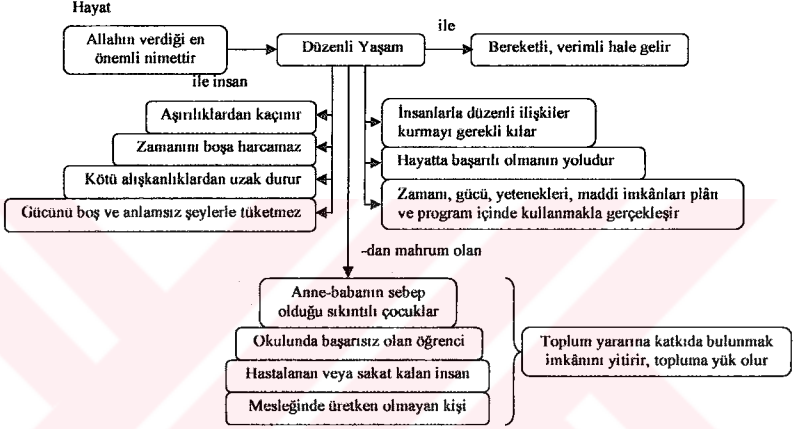 Hayat
Allahın verdiği en
önemli nimettir
Düzenli Yaşam
ile
Bereketli, verimli hale gelir
ile insan
Aşırılıklardan kaçınır
Zamanını boşa harcamaz
Kötü alışkanlıklardan uzak durur
Gücünü boş ve anlamsız şeylerle tüketmez
İnsanlarla düzenli ilişkiler
kurmayı gerekli kılar
Hayatta başarılı olmanın yoludur
Zamanı, gücü, yetenekleri, maddi imkânları plân
ve program içinde kullanmakla gerçekleşir
-dan mahrum olan
Anne-babanın sebep
olduğu sıkıntılı çocuklar
Okulunda başarısız olan öğrenci
Hastalanan veya sakat kalan insan
Mesleğinde üretken olmayan kişi
Toplum yararına katkıda bulunmak
imkânını yitirir, topluma yük olur